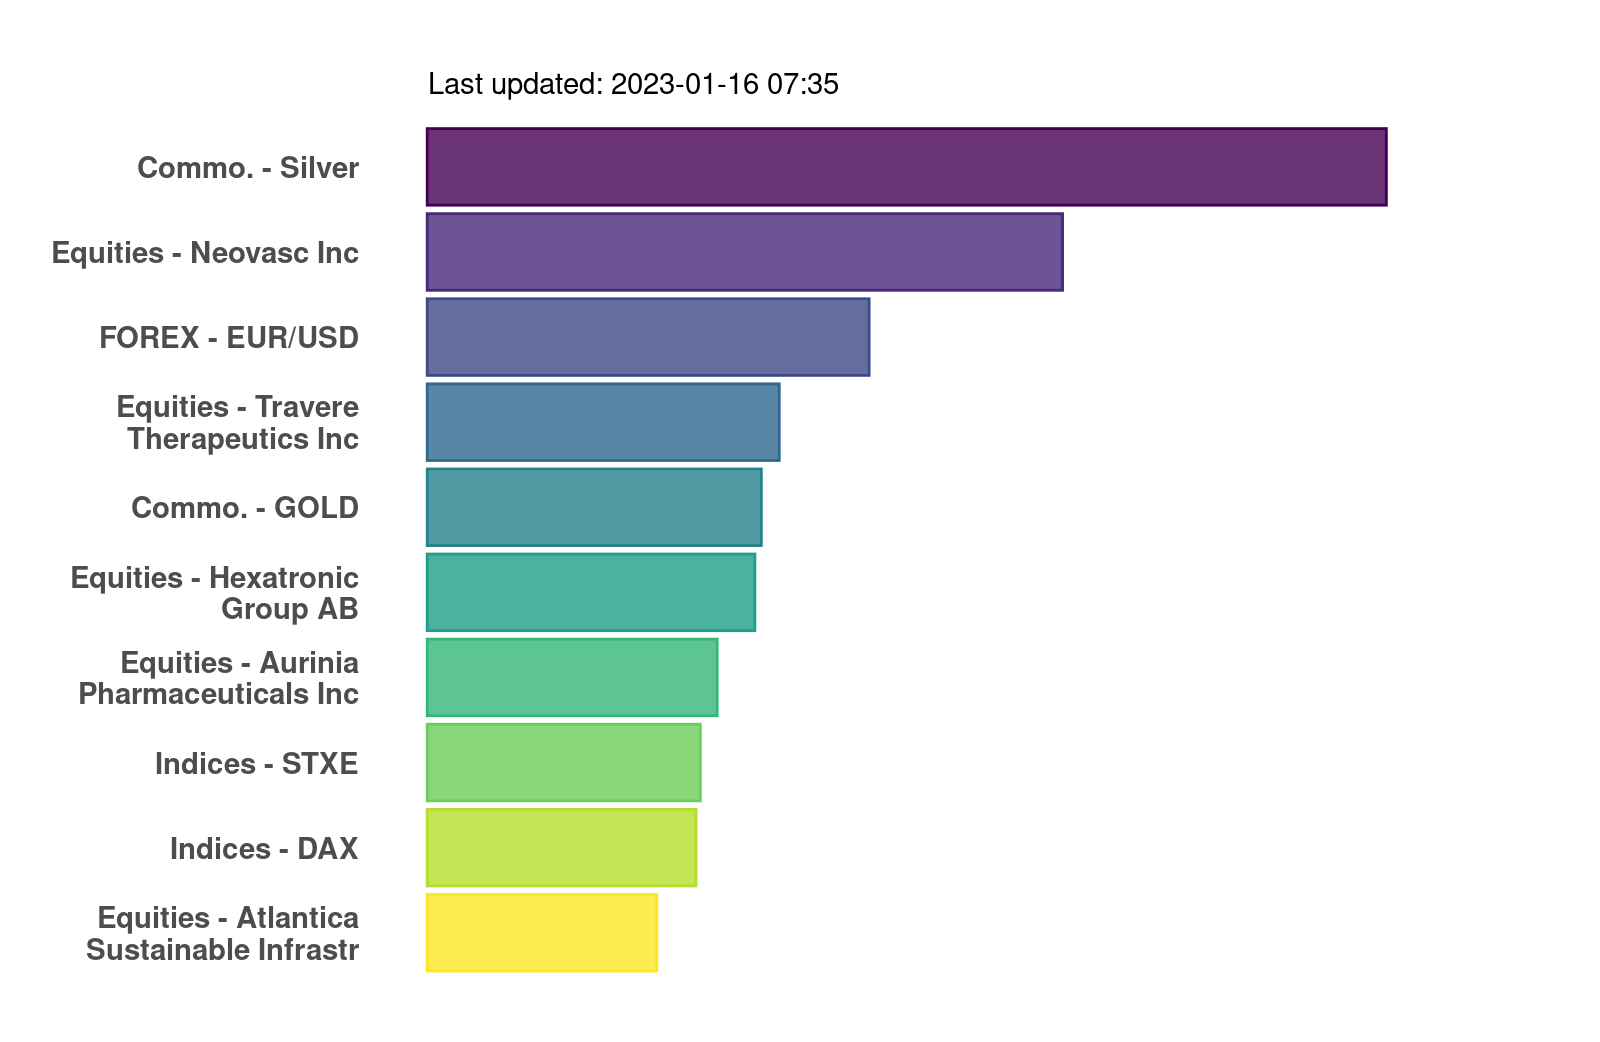 Last updated: 2023-01-16 07:35
Commo. - Silver
Equities - Neovasc Inc
FOREX - EUR/USD
Equities - Travere
Therapeutics Inc
Commo. - GOLD
Equities - Hexatronic
Group AB
Equities - Aurinia
Pharmaceuticals Inc
Indices - STXE
Indices - DAX
Equities - Atlantica
Sustainable Infrastr